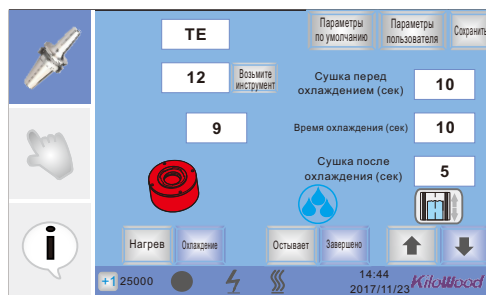 TE
Параметры
по умолчанию
Параметры
пользователя
Сохранить
12
Возьмите
инструмент
Сушка перед
охлаждением (сек)
10
9
Время охлаждения (сек)
10
Сушка после
охлаждения (сек)
5
Нагрев
Охлаждение
Остывает
Завершено
+1 25000
14:44
2017/11/23
KiloWood